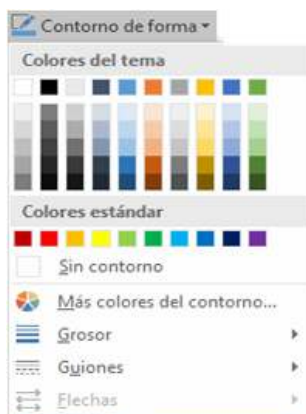 Contorno de forma
Colores del tema
Colores estándar
Sin contorno
Más colores del contorno...
Grosor
Guiones
Flechas